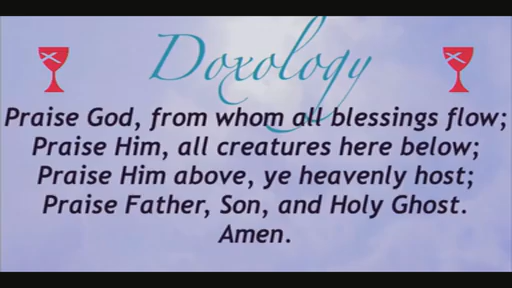 Doxology
Praise God, from whom all blessings flow;
Praise Him, all creatures here below;
Praise Him above, ye heavenly host;
Praise Father, Son, and Holy Ghost.
Amen.